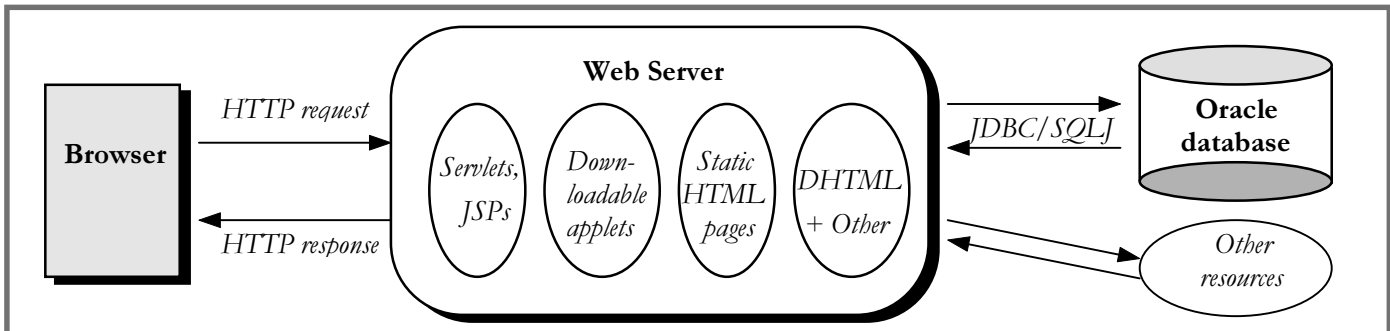 Web Server
Browser
HTTP request
HTTP response
Servlets,
JSPs
Down-
loadable
applets
Static
HTML
pages
DHTML
+ Other
JDBC/SQLJ
Oracle
database
Other
resources